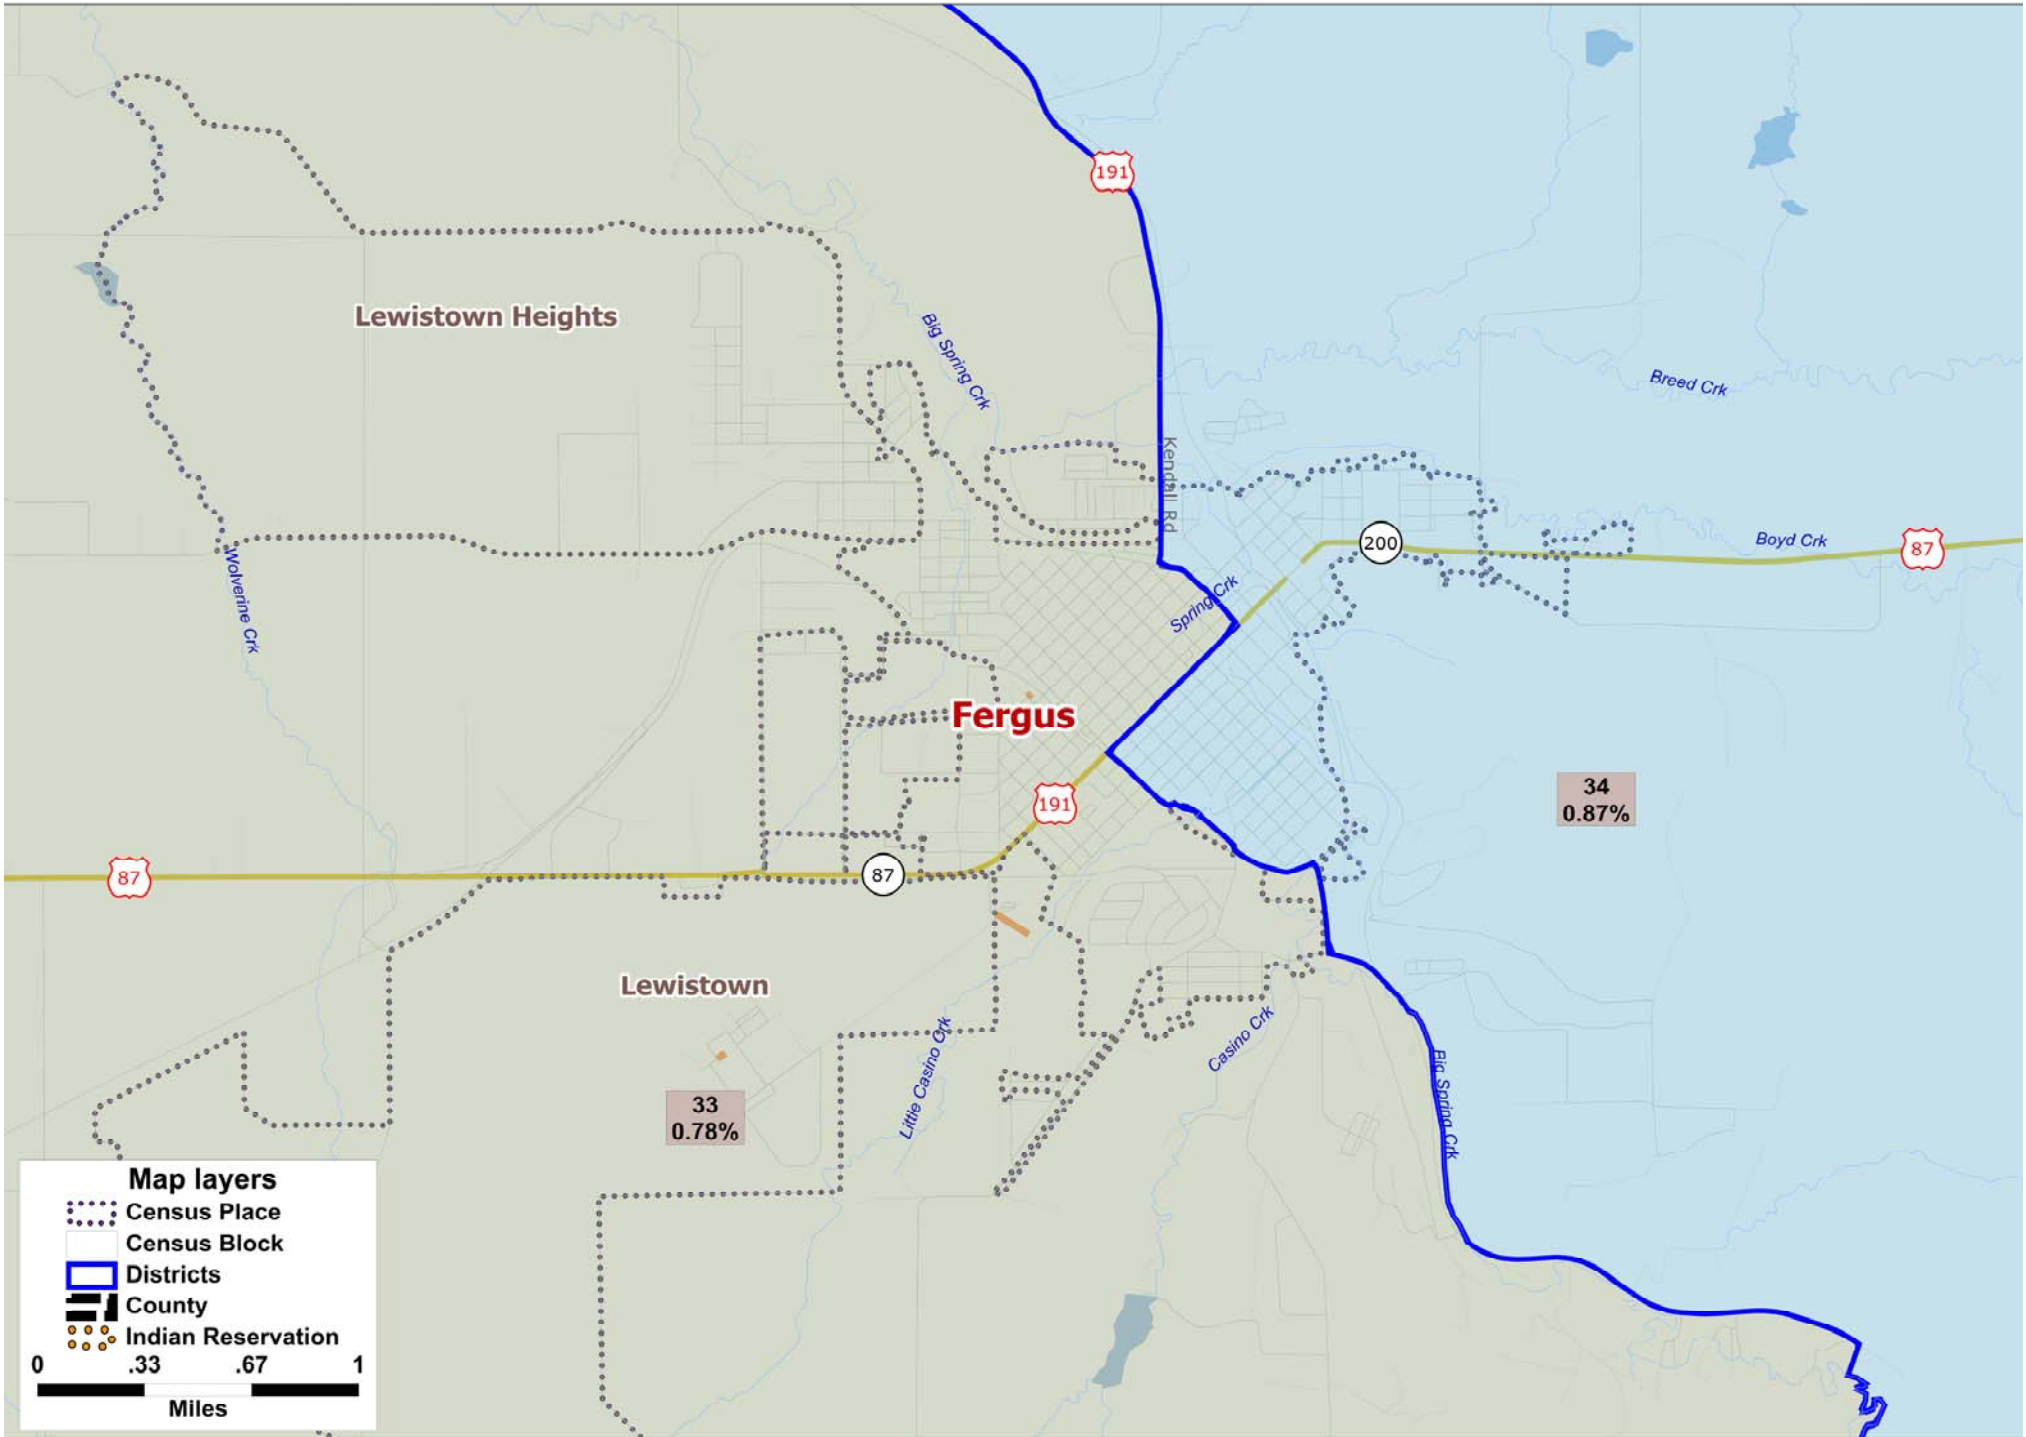 191
Lewistown Heights
Big Spring Crk
Breed Crk
Kendall Rd
200
Boyd Crk
87
Spring Crk
Wolverine Crk
Fergus
34
0.87%
191
87
87
Lewistown
Little Casino Crk
Casino Crk
Big Spring Crk
33
0.78%
Map layers
Census Place
Census Block
Districts
County
Indian Reservation
0 .33 .67 1
Miles